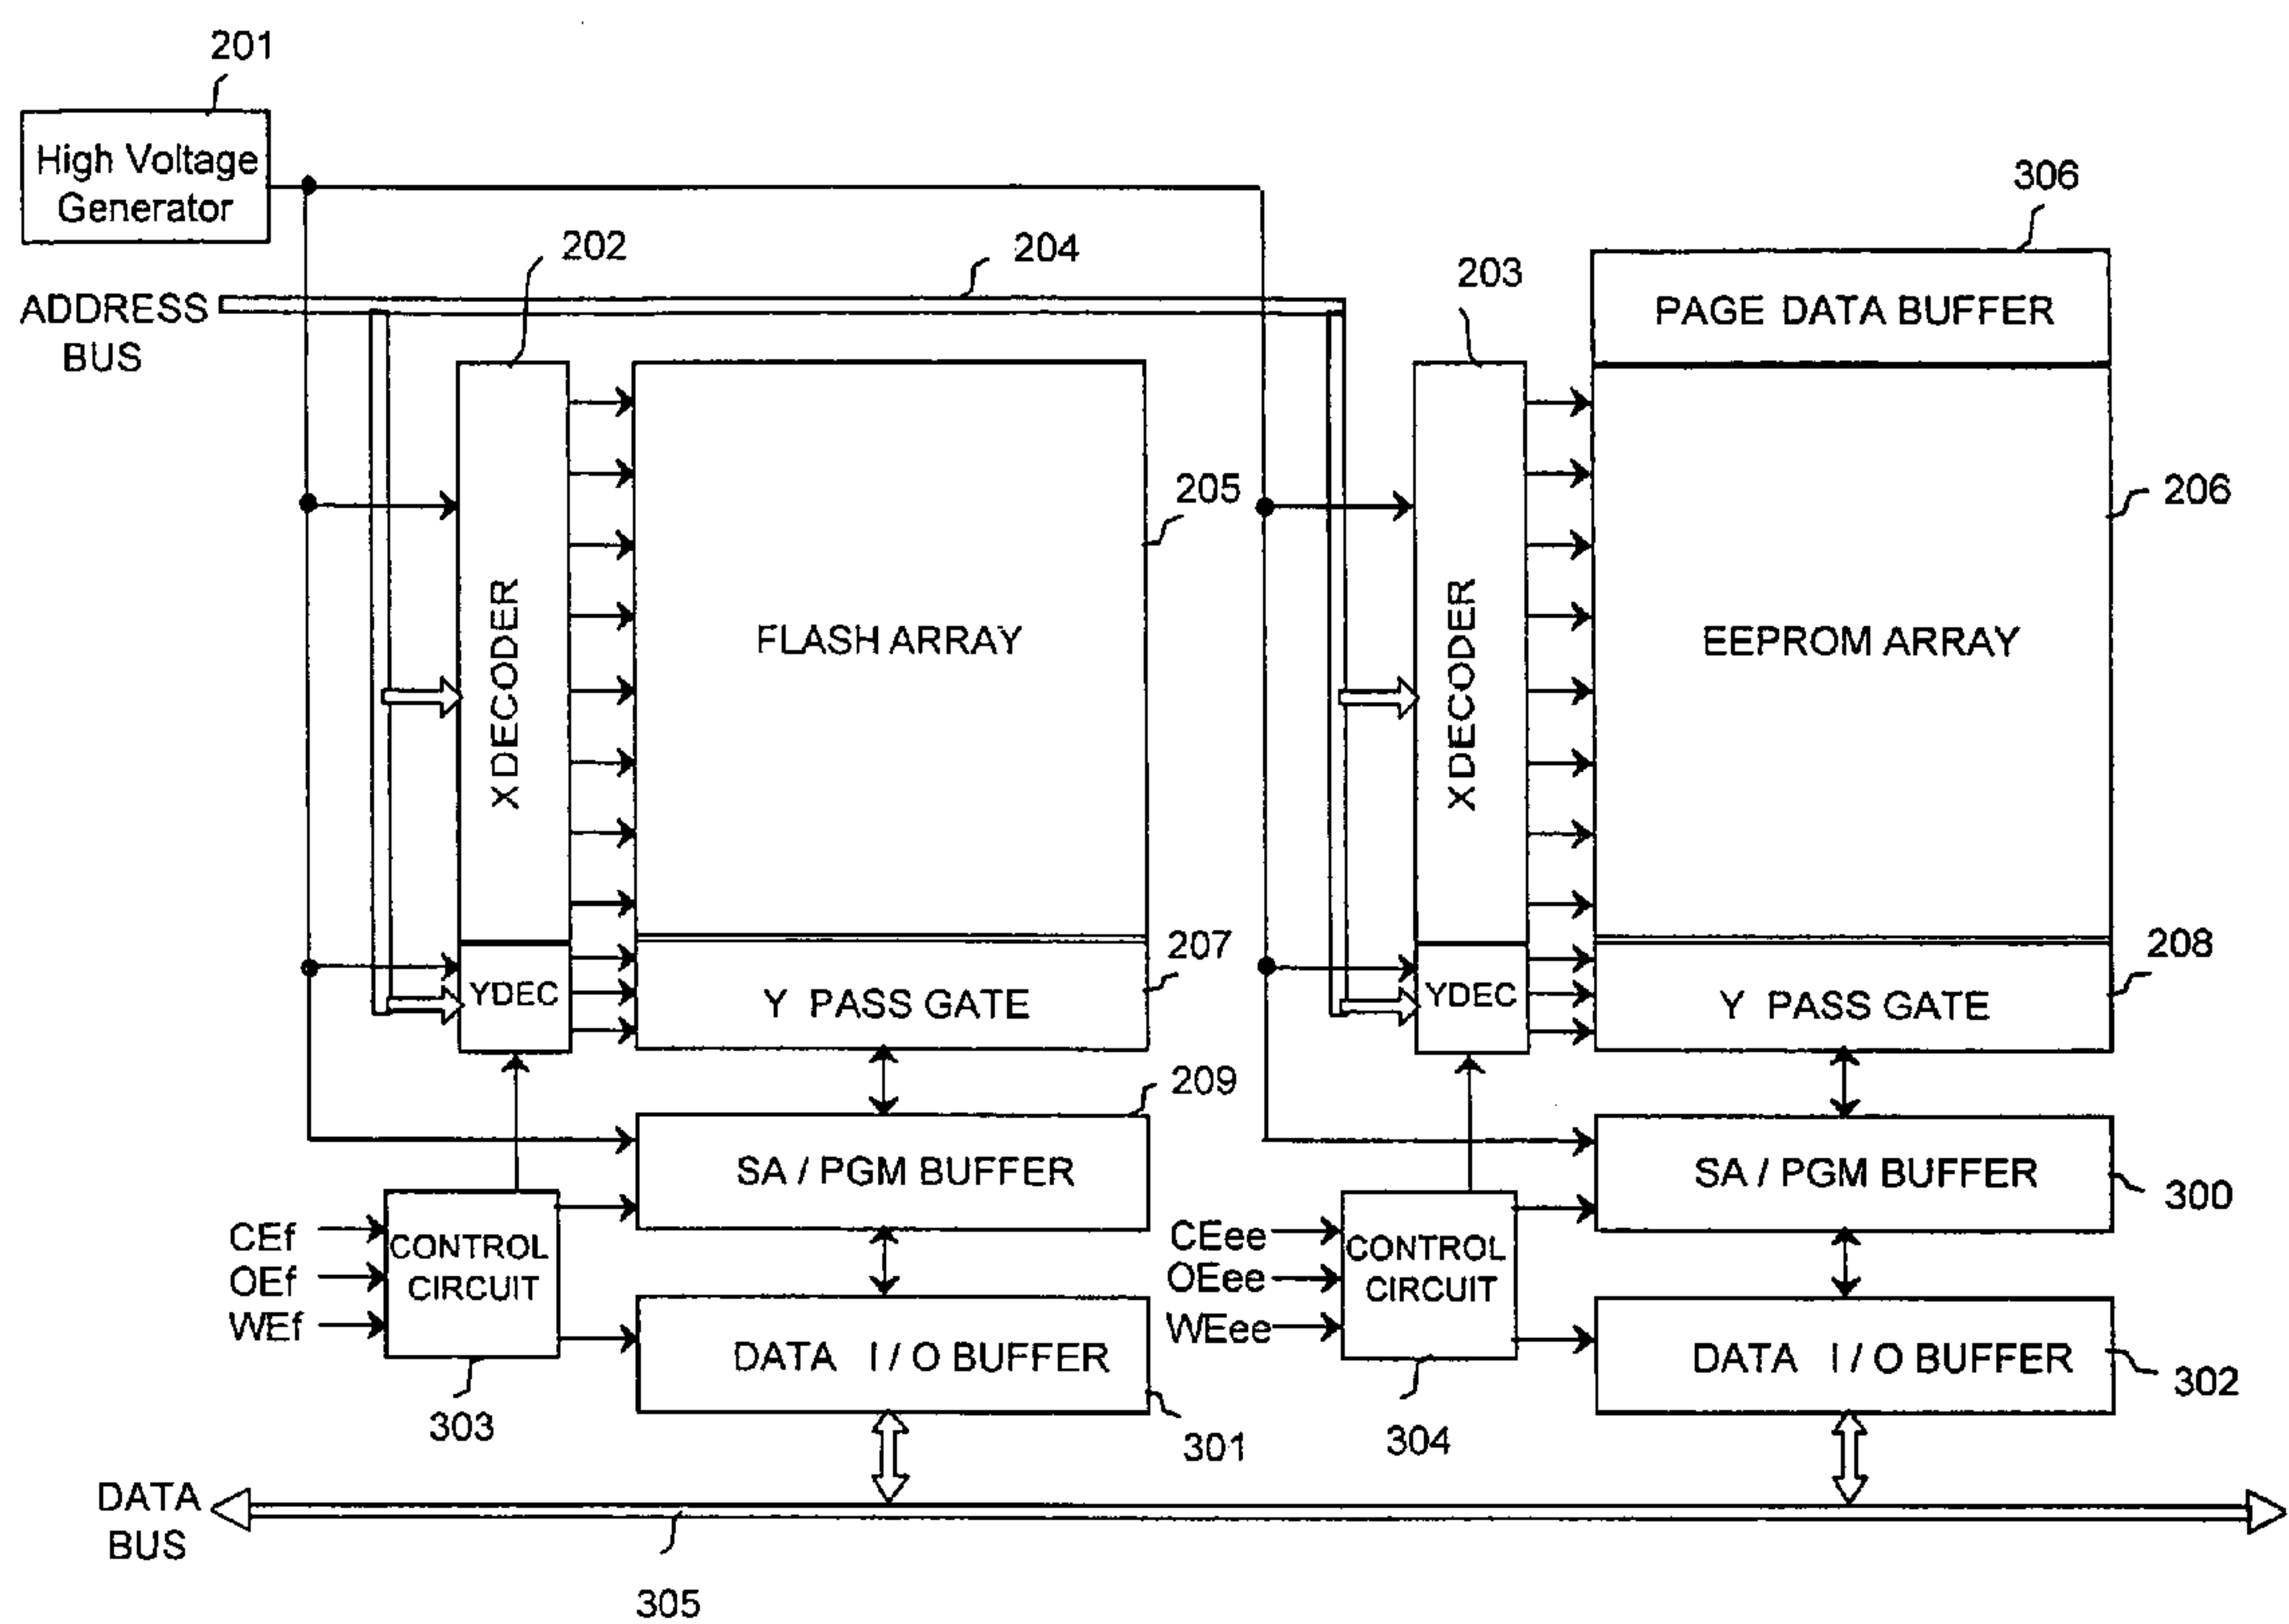 201
High Voltage
Generator
306
202
204
203
ADDRESS
BUS
PAGE DATA BUFFER
205
206
X DECODER
FLASH ARRAY
X DECODER
EEPROM ARRAY
207
208
YDEC
Y PASS GATE
YDEC
Y PASS GATE
209
SA / PGM BUFFER
SA / PGM BUFFER
300
CEf
OEf
WEf
CONTROL
CIRCUIT
CEee
OEee
WEee
CONTROL
CIRCUIT
DATA I / O BUFFER
DATA I / O BUFFER
302
303
301
304
DATA
BUS
305